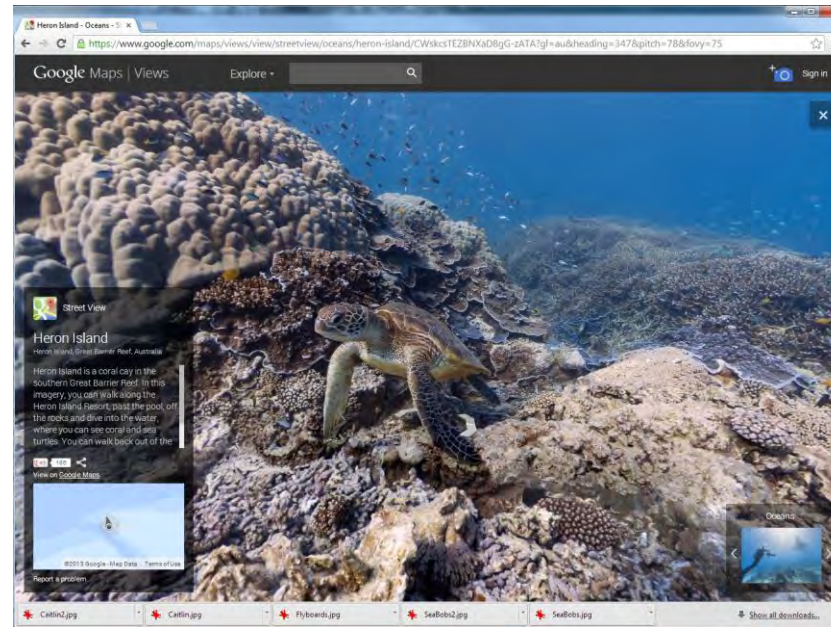 Heron Island - Oceans - S
https://www.google.com/maps/views/view/streetview/oceans/heron-island/CWskcsTEZBNXaD8gG-zATA?gl=au&heading=347&pitch=78&fovy=75
Google Maps | Views
Explore
Sign in
Street View
Heron Island
Heron Island, Great Barrier Reef, Australia
Heron Island is a coral cay in the
southern Great Barrier Reef. In this
imagery, you can walk along the
Heron Island Resort, past the pool, off
the rocks and dive into the water,
where you can see coral and sea
turtles. You can walk back out of the
View on Google Maps
©2013 Google - Map Data Terms of Use
Report a problem
Oceans
Caitlin2.jpg
Caitlin.jpg
Flyboards.jpg
SeaBobs2.jpg
SeaBobs.jpg
Show all downloads...